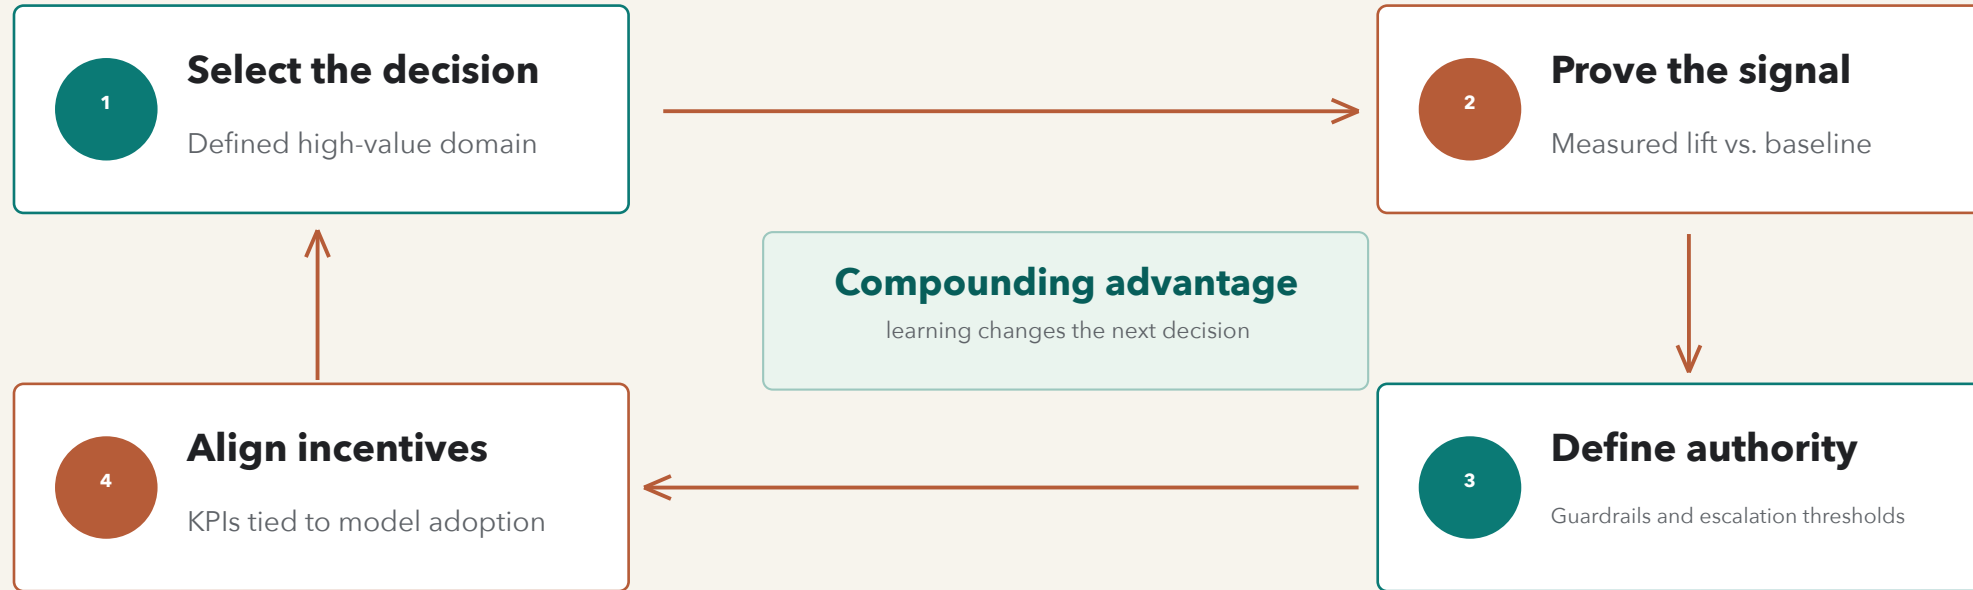 1
Select the decision
Defined high-value domain
2
Prove the signal
Measured lift vs. baseline
Compounding advantage
learning changes the next decision
4
Align incentives
KPIs tied to model adoption
3
Define authority
Guardrails and escalation thresholds